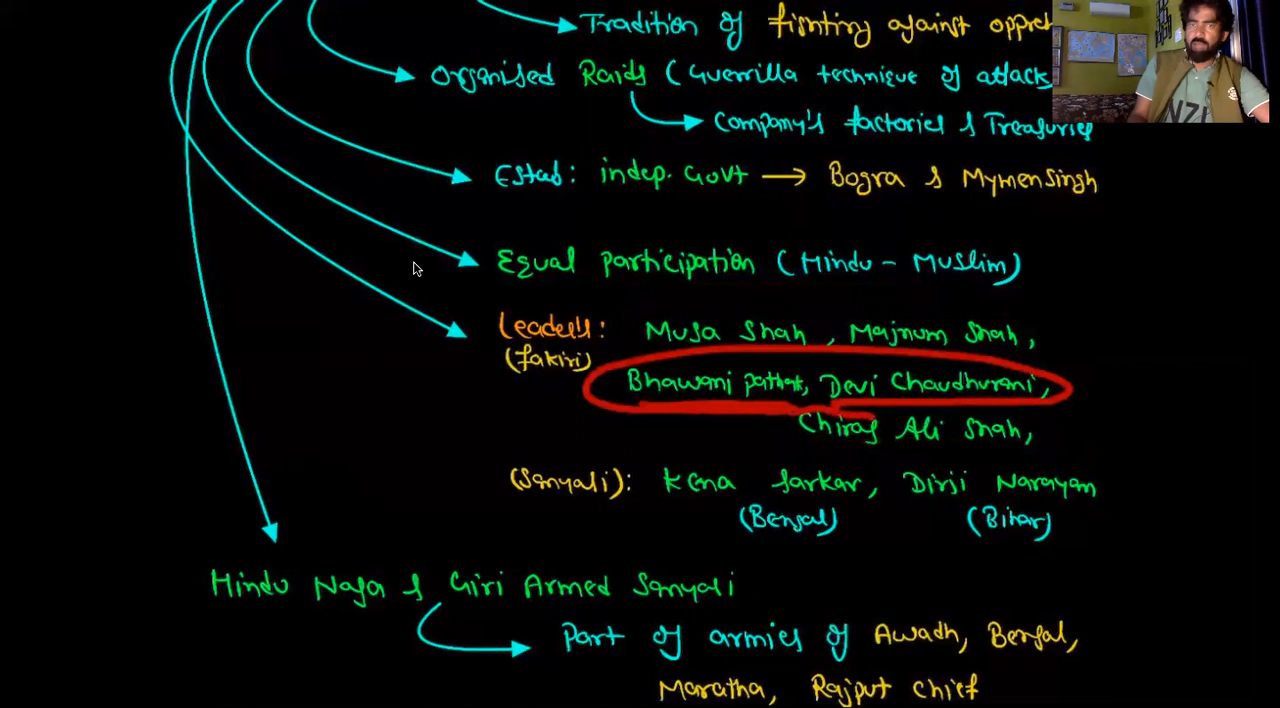 Tradition of fighting against oppre
Organised Raids (Guerrilla technique of attack
Company's factories & Treasuries
Estab: indep. Govt → Bogra & Mymensingh
Equal participation (Hindu - Muslim)
Leader's: Musa Shah, Majnum Shah,
(fakiri)
Bhawani pathak, Devi Chaudhurani,
Chirag Ali Shah,
(Sanyasi): Kena Sarkar, Dirji Narayan
(Bengal) (Bihar)
Hindu Naga & Giri Armed Sanyasi
Part of armies of Awadh, Bengal,
Maratha, Rajput chief